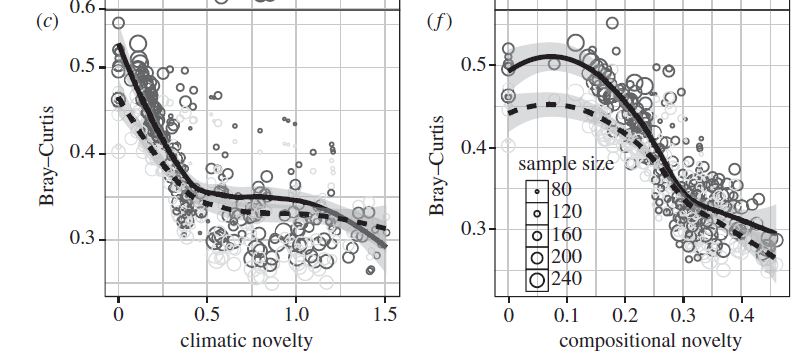 (c)
0.6
0.5
0.4
0.3
Bray–Curtis
0 0.5 1.0 1.5
climatic novelty
(f)
0.5
0.4
0.3
Bray–Curtis
sample size
80
120
160
200
240
0 0.1 0.2 0.3 0.4
compositional novelty